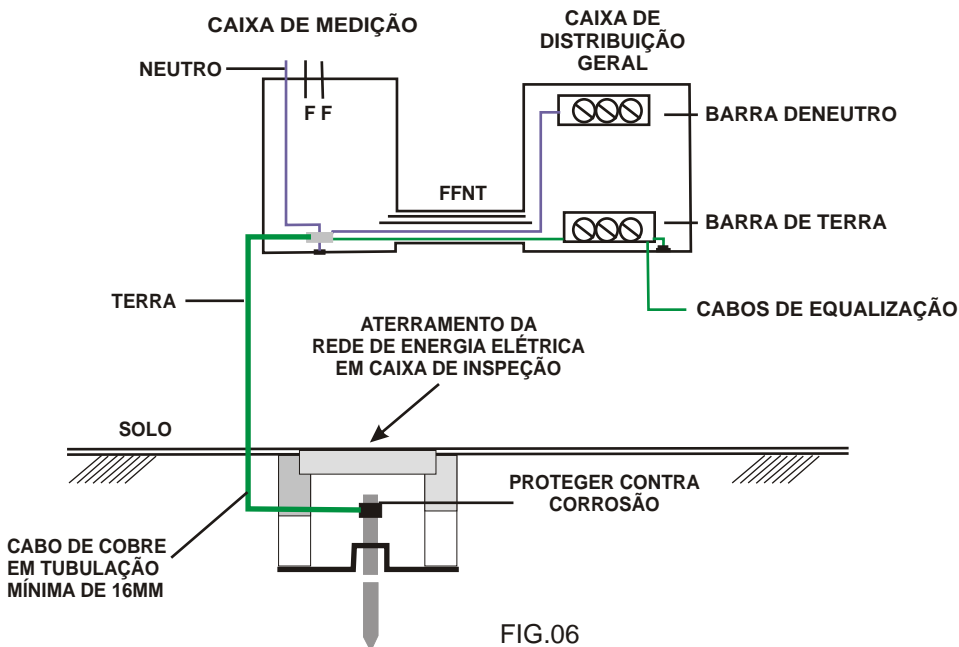 CAIXA DE MEDIÇÃO
CAIXA DE
DISTRIBUIÇÃO
GERAL
NEUTRO
F F
BARRA DENEUTRO
FFNT
BARRA DE TERRA
TERRA
CABOS DE EQUALIZAÇÃO
ATERRAMENTO DA
REDE DE ENERGIA ELÉTRICA
EM CAIXA DE INSPEÇÃO
SOLO
PROTEGER CONTRA
CORROSÃO
CABO DE COBRE
EM TUBULAÇÃO
MÍNIMA DE 16MM
FIG.06